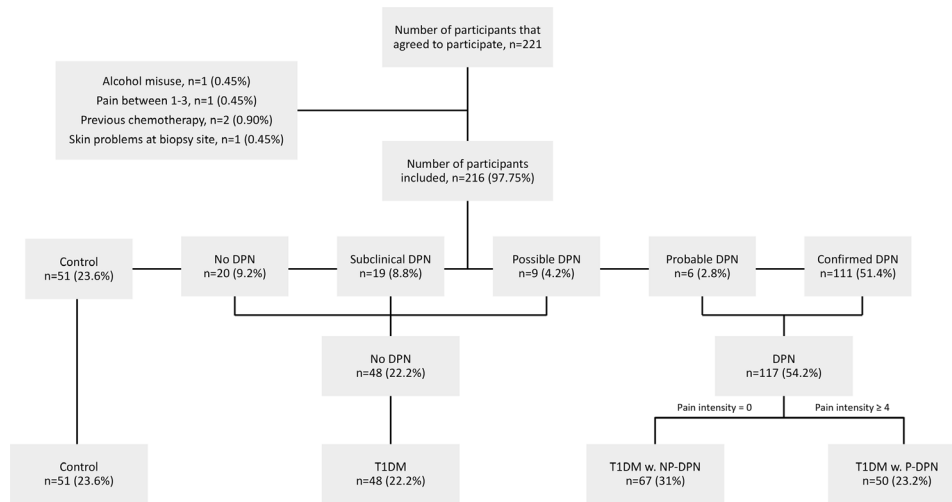 Number of participants that
agreed to participate, n=221
Alcohol misuse, n=1 (0.45%)
Pain between 1-3, n=1 (0.45%)
Previous chemotherapy, n=2 (0.90%)
Skin problems at biopsy site, n=1 (0.45%)
Number of participants
included, n=216 (97.75%)
Control
n=51 (23.6%)
No DPN
n=20 (9.2%)
Subclinical DPN
n=19 (8.8%)
Possible DPN
n=9 (4.2%)
Probable DPN
n=6 (2.8%)
Confirmed DPN
n=111 (51.4%)
No DPN
n=48 (22.2%)
DPN
n=117 (54.2%)
Pain intensity = 0
Pain intensity ≥ 4
Control
n=51 (23.6%)
T1DM
n=48 (22.2%)
T1DM w. NP-DPN
n=67 (31%)
T1DM w. P-DPN
n=50 (23.2%)